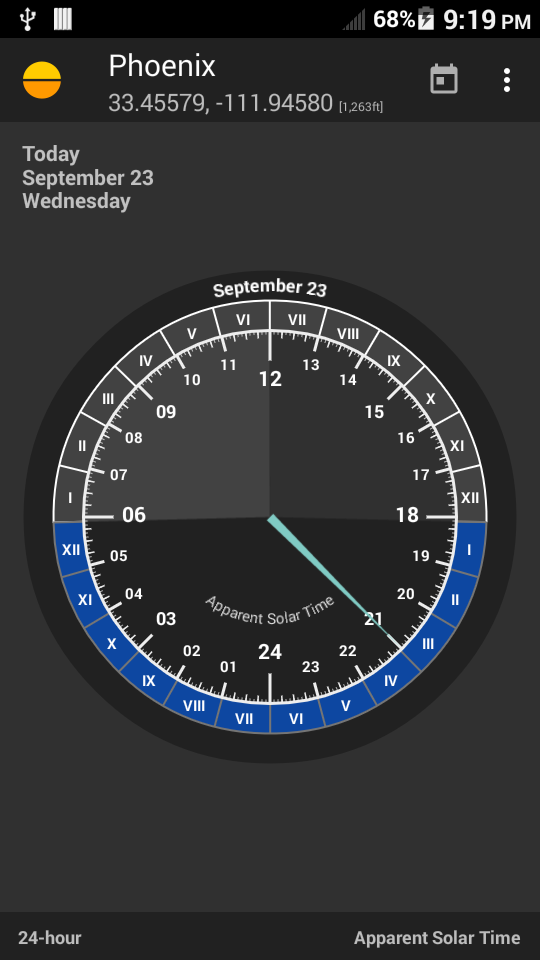 68% 9:19 PM
Phoenix
33.45579, -111.94580 [1,263ft]
Today
September 23
Wednesday
September 23
VI VII
V VIII
IV IX
III X
II XI
I XII
XII I
XI II
X III
IX IV
VIII V
VII VI
12
11 13
10 14
09 15
08 16
07 17
06 18
05 19
04 20
03 21
02 22
01 23
24
Apparent Solar Time
24-hour Apparent Solar Time